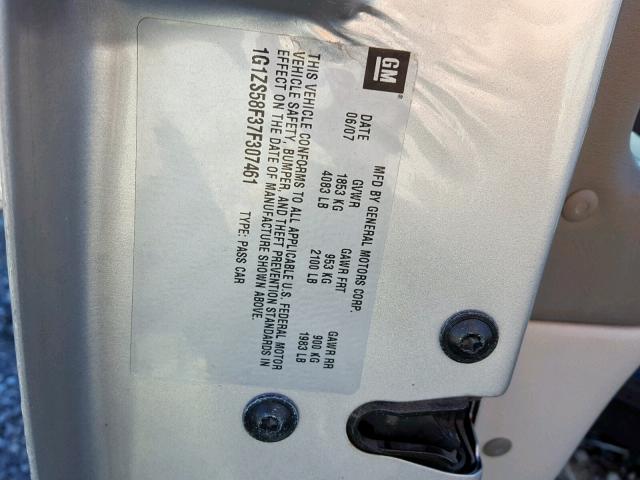 GM
MFD BY GENERAL MOTORS CORP.
DATE GVWR GAWR FRT GAWR RR
06/07 1853 KG 953 KG 900 KG
4083 LB 2100 LB 1983 LB
THIS VEHICLE CONFORMS TO ALL APPLICABLE U.S. FEDERAL MOTOR
VEHICLE SAFETY, BUMPER, AND THEFT PREVENTION STANDARDS IN
EFFECT ON THE DATE OF MANUFACTURE SHOWN ABOVE.
1G1ZS58F37F307461 TYPE: PASS CAR